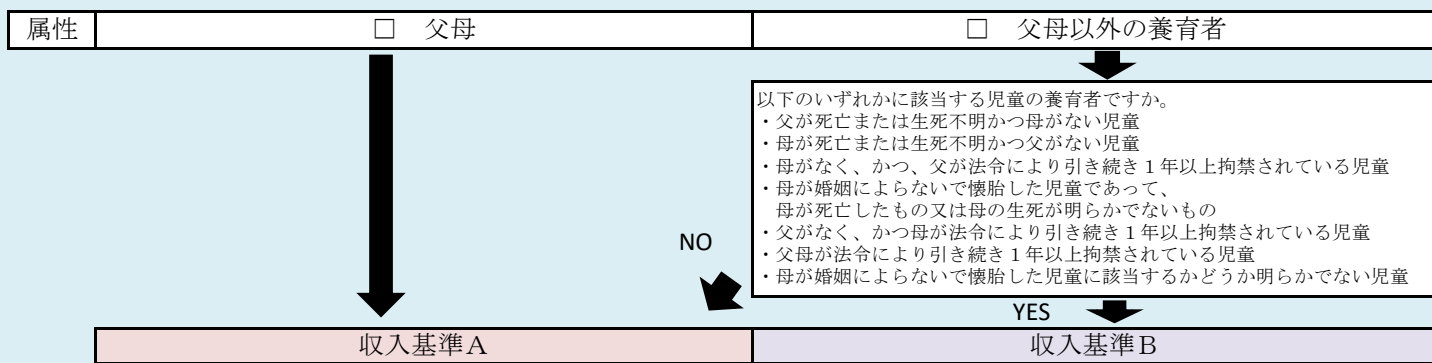 属性
□ 父母
□ 父母以外の養育者
以下のいずれかに該当する児童の養育者ですか。
・父が死亡または生死不明かつ母がない児童
・母が死亡または生死不明かつ父がない児童
・母がなく、かつ、父が法令により引き続き１年以上拘禁されている児童
・母が婚姻によらないで懐胎した児童であって、
母が死亡したもの又は母の生死が明らかでないもの
・父がなく、かつ母が法令により引き続き１年以上拘禁されている児童
・父母が法令により引き続き１年以上拘禁されている児童
・母が婚姻によらないで懐胎した児童に該当するかどうか明らかでない児童
NO
YES
収入基準Ａ
収入基準Ｂ